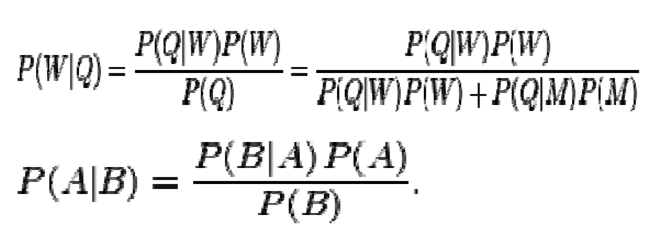 P(W|Q) = P(Q|W)P(W) / P(Q) = P(Q|W)P(W) / P(Q|W)P(W) + P(Q|M)P(M)
P(A|B) = P(B|A) P(A) / P(B) .